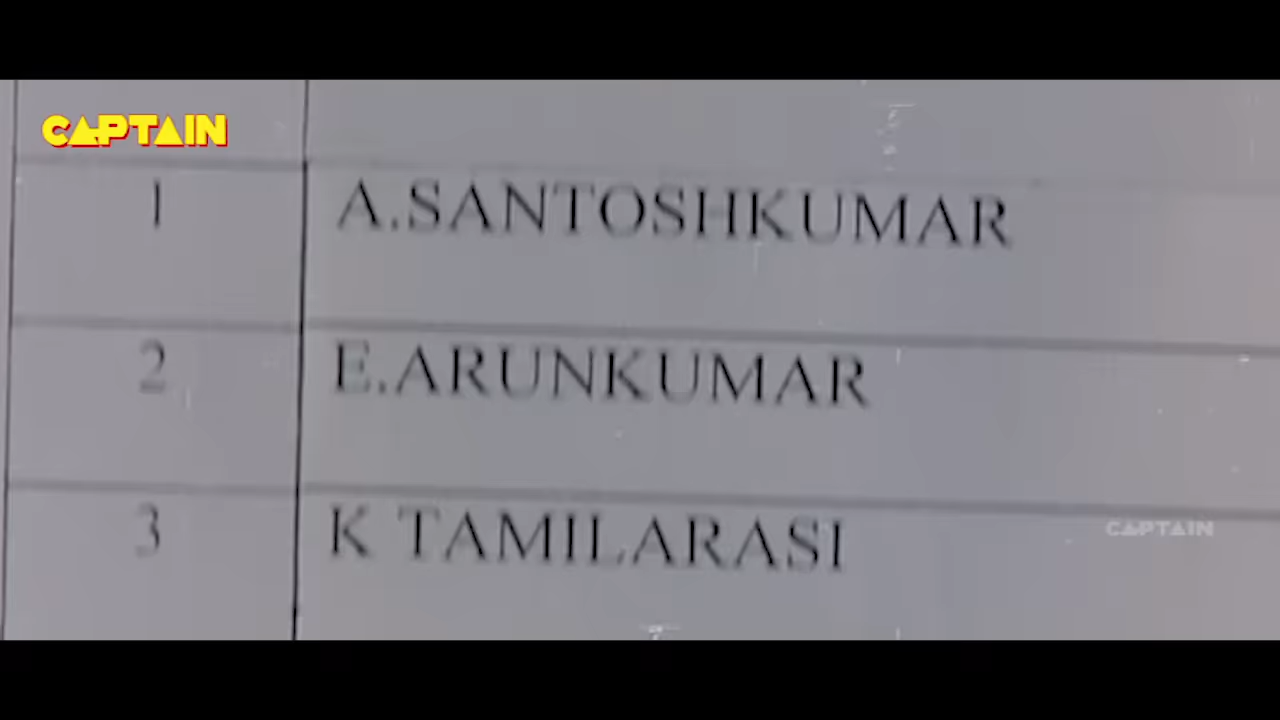 CAPTAIN
1 A.SANTOSHKUMAR
2 E.ARUNKUMAR
3 K TAMILARASI
CAPTAIN